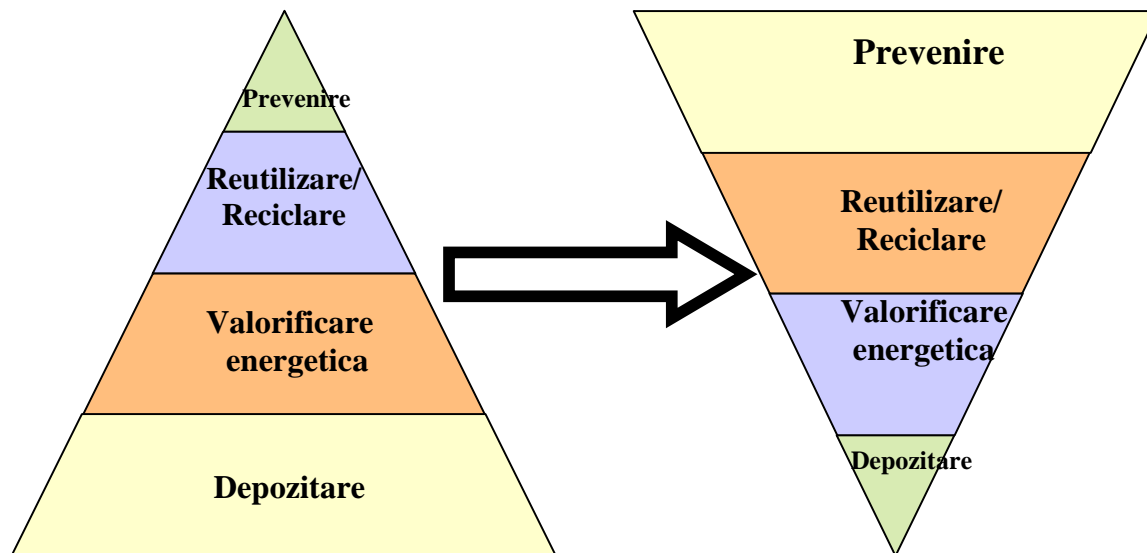 Prevenire
Reutilizare/
Reciclare
Valorificare
energetica
Depozitare
Prevenire
Reutilizare/
Reciclare
Valorificare
energetica
Depozitare